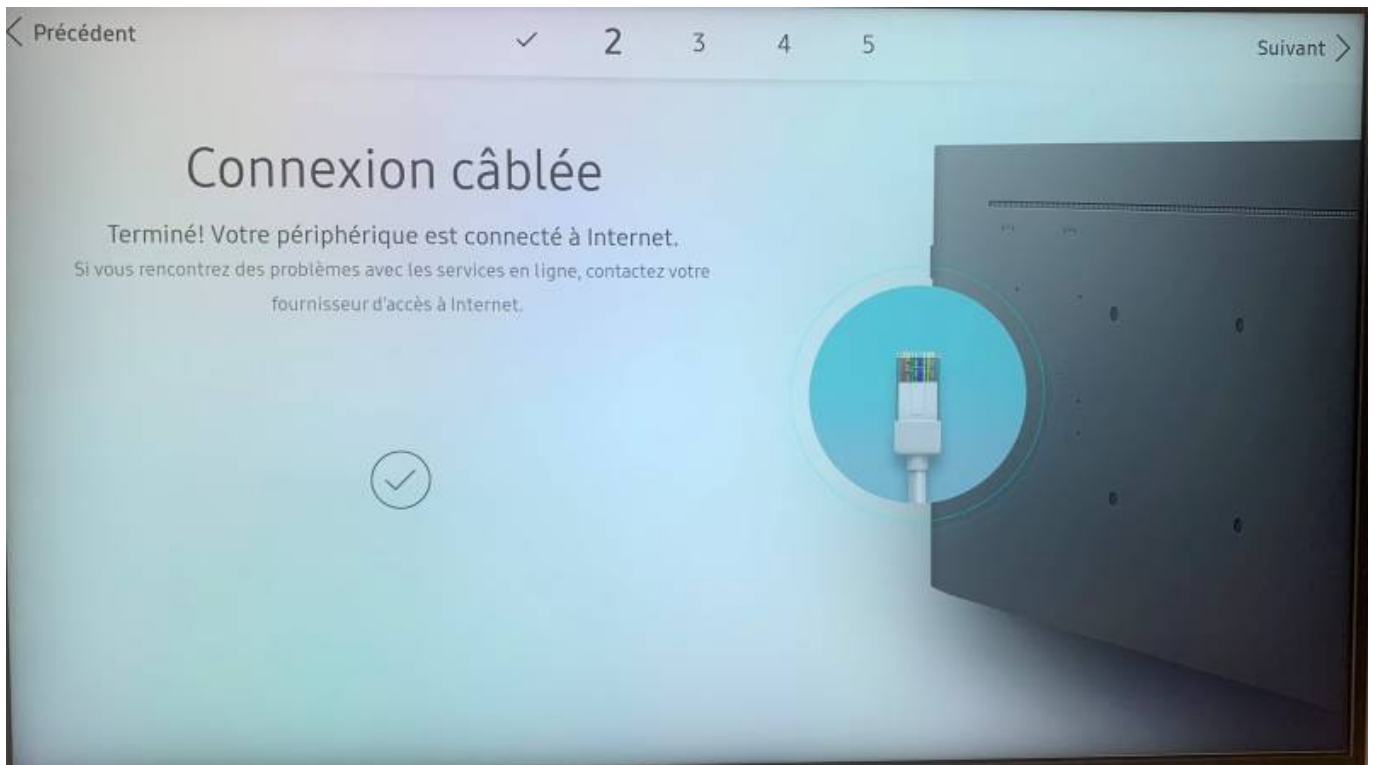 Précédent
✓ 2 3 4 5
Suivant
Connexion câblée
Terminé! Votre périphérique est connecté à Internet.
Si vous rencontrez des problèmes avec les services en ligne, contactez votre
fournisseur d'accès à Internet.